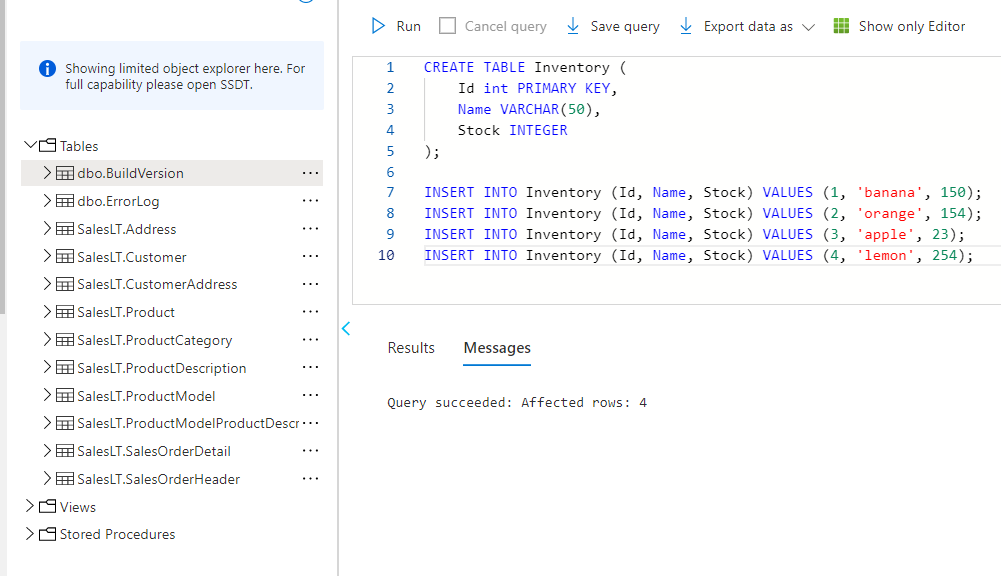 Showing limited object explorer here. For
full capability please open SSDT.
Tables
dbo.BuildVersion
dbo.ErrorLog
SalesLT.Address
SalesLT.Customer
SalesLT.CustomerAddress
SalesLT.Product
SalesLT.ProductCategory
SalesLT.ProductDescription
SalesLT.ProductModel
SalesLT.ProductModelProductDescr
SalesLT.SalesOrderDetail
SalesLT.SalesOrderHeader
Views
Stored Procedures
Run Cancel query Save query Export data as Show only Editor
1 CREATE TABLE Inventory (
2 Id int PRIMARY KEY,
3 Name VARCHAR(50),
4 Stock INTEGER
5 );
6
7 INSERT INTO Inventory (Id, Name, Stock) VALUES (1, 'banana', 150);
8 INSERT INTO Inventory (Id, Name, Stock) VALUES (2, 'orange', 154);
9 INSERT INTO Inventory (Id, Name, Stock) VALUES (3, 'apple', 23);
10 INSERT INTO Inventory (Id, Name, Stock) VALUES (4, 'lemon', 254);
Results Messages
Query succeeded: Affected rows: 4